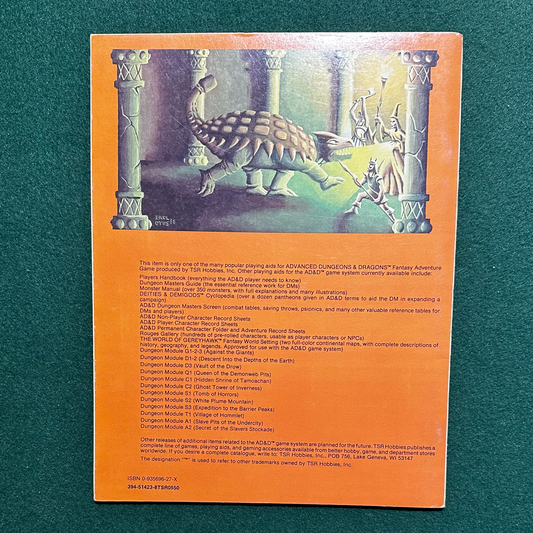 EROL
OTUS
This item is only one of the many popular playing aids for ADVANCED DUNGEONS & DRAGONS™ Fantasy Adventure
Game produced by TSR Hobbies, Inc. Other playing aids for the AD&D™ game system currently available include:
Players Handbook (everything the AD&D player needs to know)
Dungeon Masters Guide (the essential reference work for DMs)
Monster Manual (over 350 monsters, with full explanations and many illustrations)
DEITIES & DEMIGODS™ Cyclopedia (over a dozen pantheons given in AD&D terms to aid the DM in expanding a
campaign)
AD&D Dungeon Masters Screen (combat tables, saving throws, psionics, and many other valuable reference tables for
DMs and players)
AD&D Non-Player Character Record Sheets
AD&D Player Character Record Sheets
AD&D Permanent Character Folder and Adventure Record Sheets
Rouges Gallery (hundreds of pre-rolled characters, usable as player characters or NPCs)
THE WORLD OF GEREYHAWK™ Fantasy World Setting (two full-color continental maps, with complete descriptions of
history, geography, and legends. Approved for use with the AD&D game system)
Dungeon Module G1-2-3 (Against the Giants)
Dungeon Module D1-2 (Descent Into the Depths of the Earth)
Dungeon Module D3 (Vault of the Drow)
Dungeon Module Q1 (Queen of the Demonweb Pits)
Dungeon Module C1 (Hidden Shrine of Tamoachan)
Dungeon Module C2 (Ghost Tower of Inverness)
Dungeon Module S1 (Tomb of Horrors)
Dungeon Module S2 (White Plume Mountain)
Dungeon Module S3 (Expedition to the Barrier Peaks)
Dungeon Module T1 (Village of Hommlet)
Dungeon Module A1 (Slave Pits of the Undercity)
Dungeon Module A2 (Secret of the Slavers Stockade)
Other releases of additional items related to the AD&D™ game system are planned for the future. TSR Hobbies publishes a
complete line of games, playing aids, and gaming accessories available from better hobby, game, and department stores
worldwide. If you desire a complete catalogue, write to: TSR Hobbies, Inc., POB 756, Lake Geneva, WI 53147
The designation "™" is used to refer to other trademarks owned by TSR Hobbies, Inc.
ISBN 0-935696-27-X
394-51423-8TSR0550